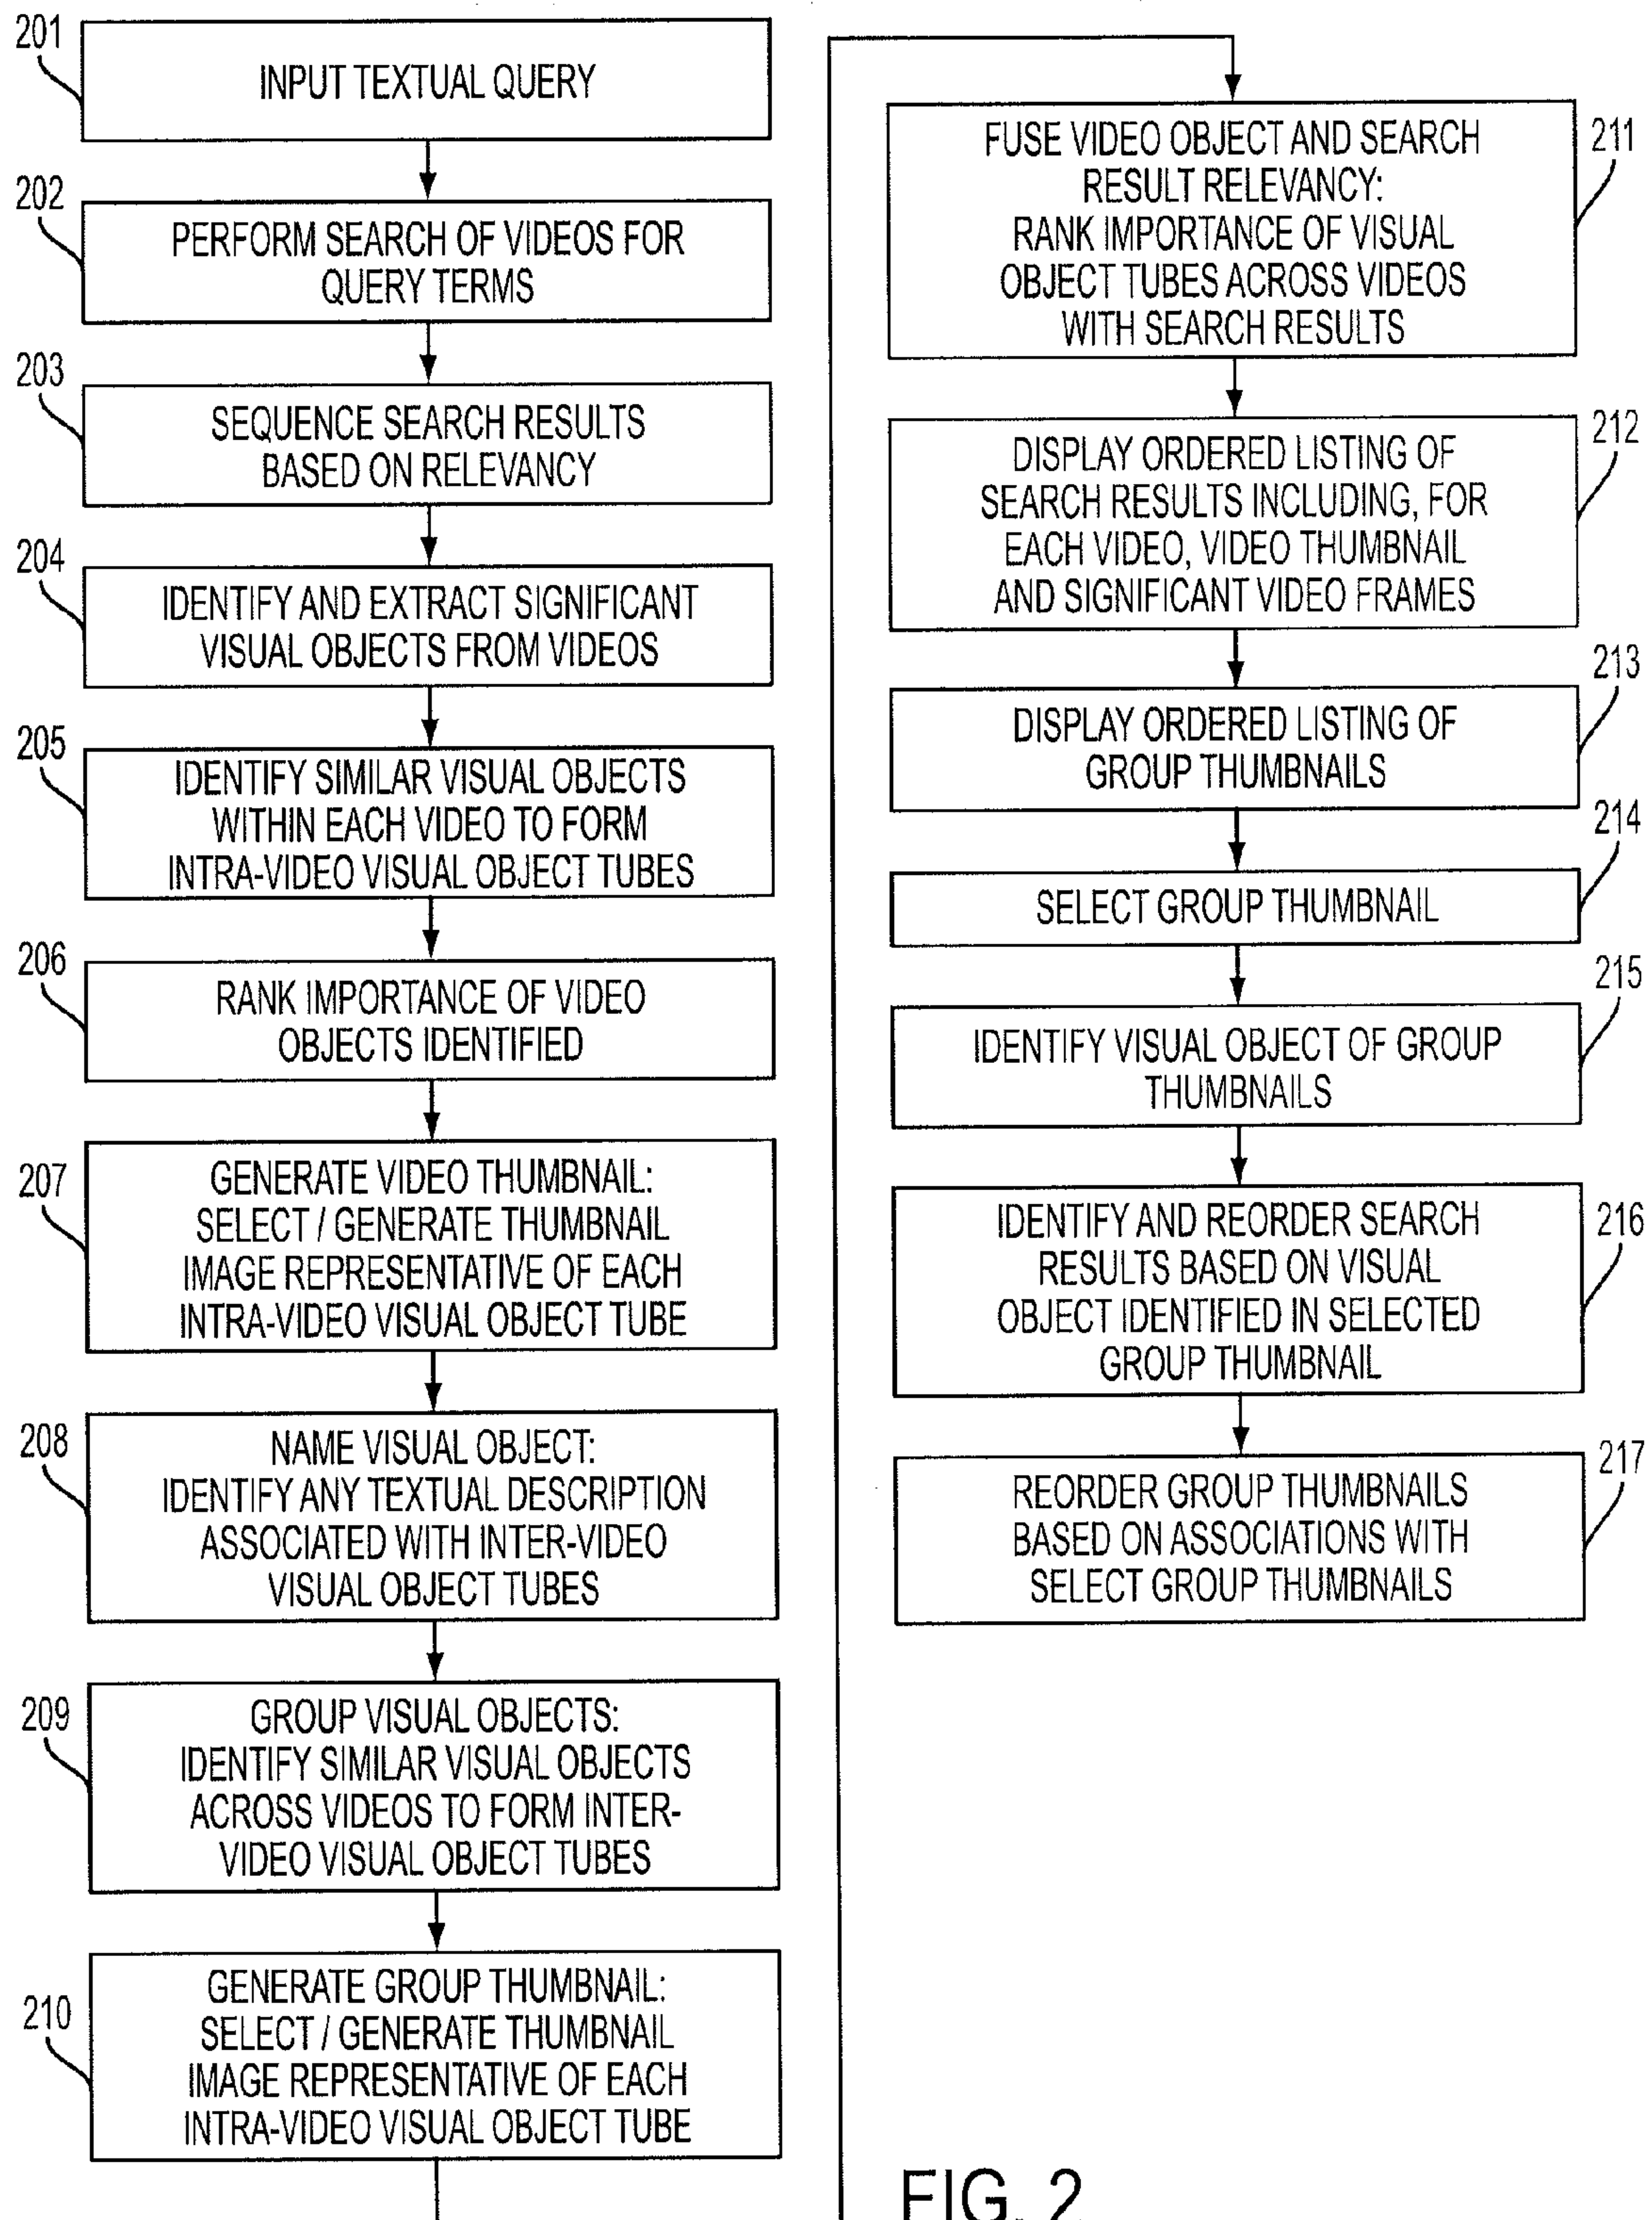 201
INPUT TEXTUAL QUERY
202
PERFORM SEARCH OF VIDEOS FOR
QUERY TERMS
203
SEQUENCE SEARCH RESULTS
BASED ON RELEVANCY
204
IDENTIFY AND EXTRACT SIGNIFICANT
VISUAL OBJECTS FROM VIDEOS
205
IDENTIFY SIMILAR VISUAL OBJECTS
WITHIN EACH VIDEO TO FORM
INTRA-VIDEO VISUAL OBJECT TUBES
206
RANK IMPORTANCE OF VIDEO
OBJECTS IDENTIFIED
207
GENERATE VIDEO THUMBNAIL:
SELECT / GENERATE THUMBNAIL
IMAGE REPRESENTATIVE OF EACH
INTRA-VIDEO VISUAL OBJECT TUBE
208
NAME VISUAL OBJECT:
IDENTIFY ANY TEXTUAL DESCRIPTION
ASSOCIATED WITH INTER-VIDEO
VISUAL OBJECT TUBES
209
GROUP VISUAL OBJECTS:
IDENTIFY SIMILAR VISUAL OBJECTS
ACROSS VIDEOS TO FORM INTER-
VIDEO VISUAL OBJECT TUBES
210
GENERATE GROUP THUMBNAIL:
SELECT / GENERATE THUMBNAIL
IMAGE REPRESENTATIVE OF EACH
INTRA-VIDEO VISUAL OBJECT TUBE
211
FUSE VIDEO OBJECT AND SEARCH
RESULT RELEVANCY:
RANK IMPORTANCE OF VISUAL
OBJECT TUBES ACROSS VIDEOS
WITH SEARCH RESULTS
212
DISPLAY ORDERED LISTING OF
SEARCH RESULTS INCLUDING, FOR
EACH VIDEO, VIDEO THUMBNAIL
AND SIGNIFICANT VIDEO FRAMES
213
DISPLAY ORDERED LISTING OF
GROUP THUMBNAILS
214
SELECT GROUP THUMBNAIL
215
IDENTIFY VISUAL OBJECT OF GROUP
THUMBNAILS
216
IDENTIFY AND REORDER SEARCH
RESULTS BASED ON VISUAL
OBJECT IDENTIFIED IN SELECTED
GROUP THUMBNAIL
217
REORDER GROUP THUMBNAILS
BASED ON ASSOCIATIONS WITH
SELECT GROUP THUMBNAILS
FIG. 2